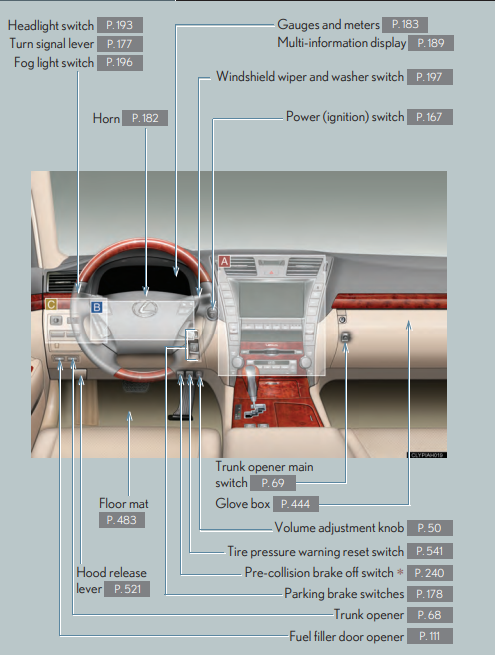 Headlight switch P.193
Turn signal lever P.177
Fog light switch P.196
Gauges and meters P.183
Multi-information display P.189
Windshield wiper and washer switch P.197
Horn P.182
Power (ignition) switch P.167
A
C
B
CLYPIAH019
Trunk opener main
switch P.69
Glove box P.444
Floor mat
P.483
Volume adjustment knob P.50
Tire pressure warning reset switch P.541
Hood release
lever P.521
Pre-collision brake off switch * P.240
Parking brake switches P.178
Trunk opener P.68
Fuel filler door opener P.111